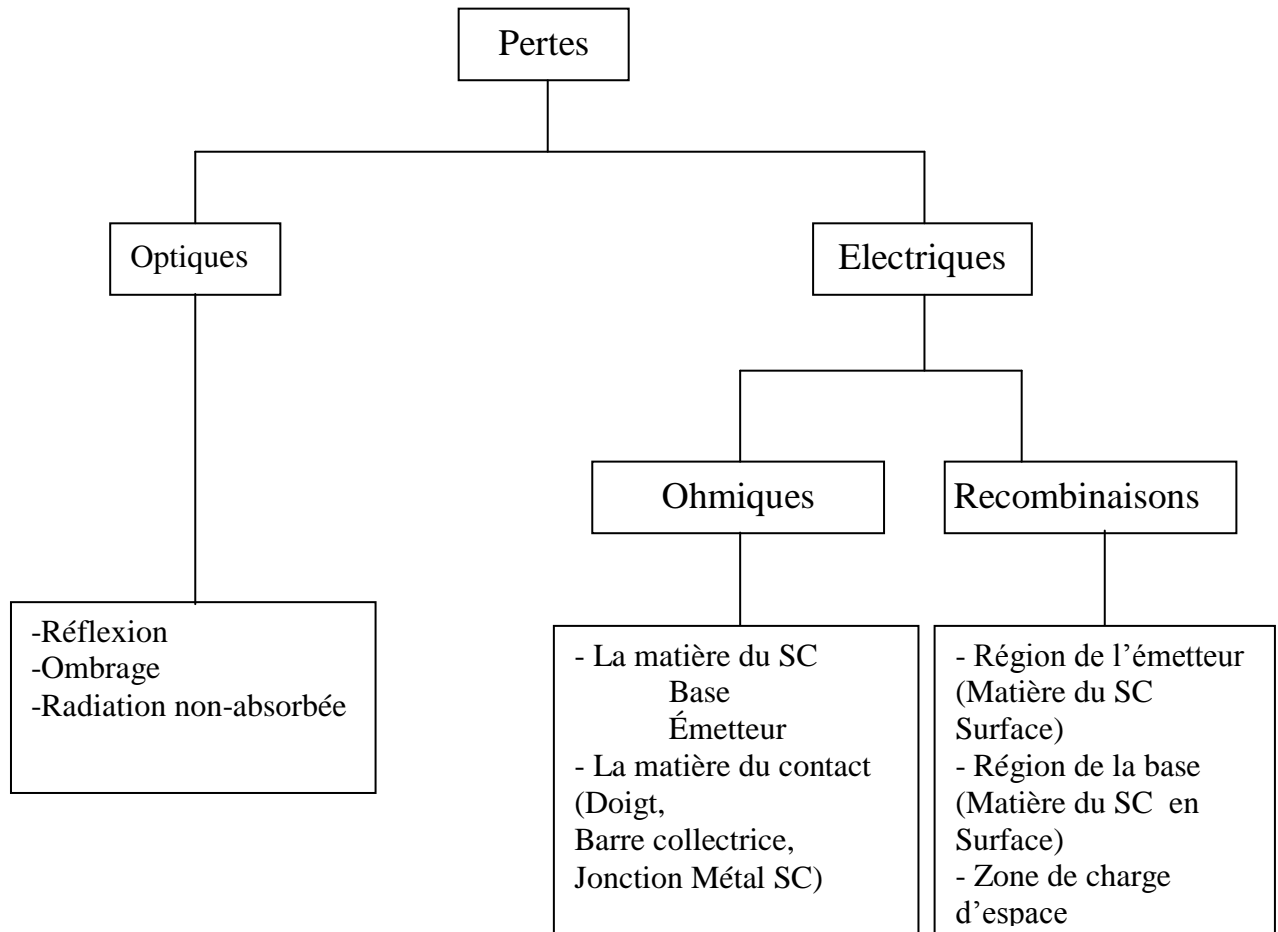 Pertes
Optiques
Electriques
Ohmiques
Recombinaisons
-Réflexion
-Ombrage
-Radiation non-absorbée
- La matière du SC
Base
Émetteur
- La matière du contact
(Doigt,
Barre collectrice,
Jonction Métal SC)
- Région de l’émetteur
(Matière du SC
Surface)
- Région de la base
(Matière du SC en
Surface)
- Zone de charge
d’espace